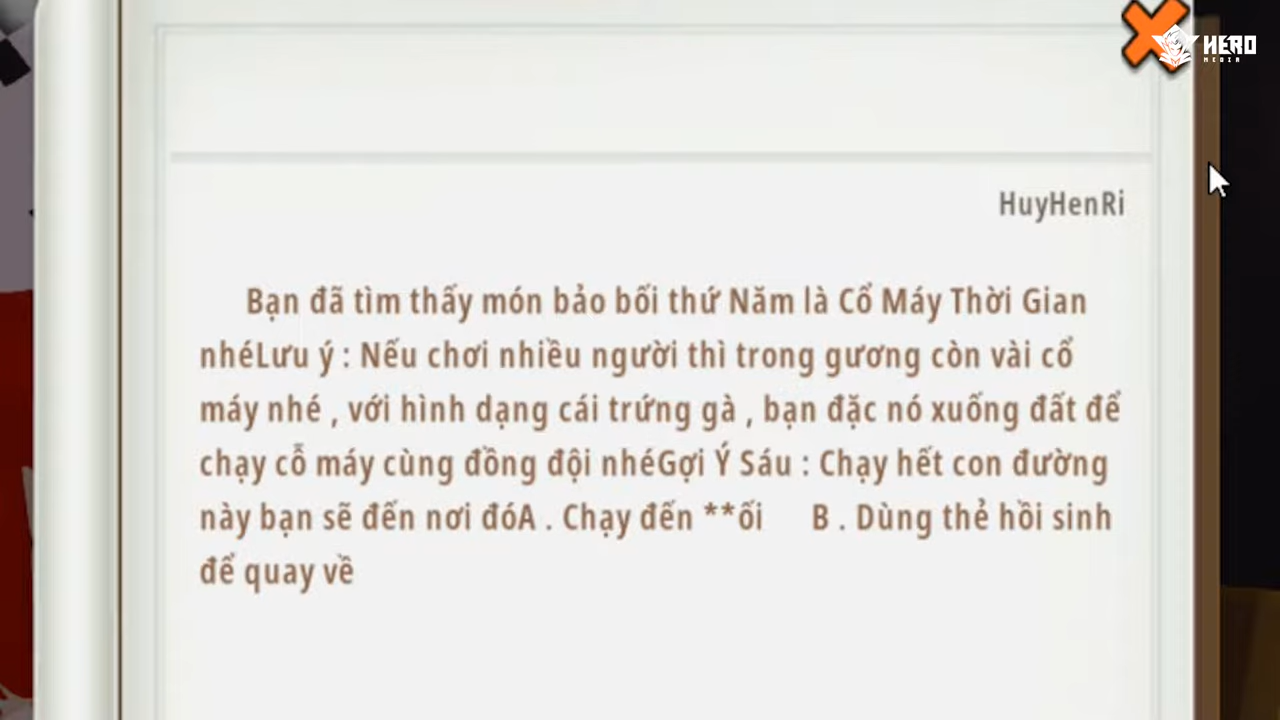 HERO
MEDIA
HuyHenRi
Bạn đã tìm thấy món bảo bối thứ Năm là Cổ Máy Thời Gian
nhéLưu ý : Nếu chơi nhiều người thì trong gương còn vài cổ
máy nhé , với hình dạng cái trứng gà , bạn đặc nó xuống đất để
chạy cỗ máy cùng đồng đội nhéGợi Ý Sáu : Chạy hết con đường
này bạn sẽ đến nơi đóA . Chạy đến **ối B . Dùng thẻ hồi sinh
để quay về